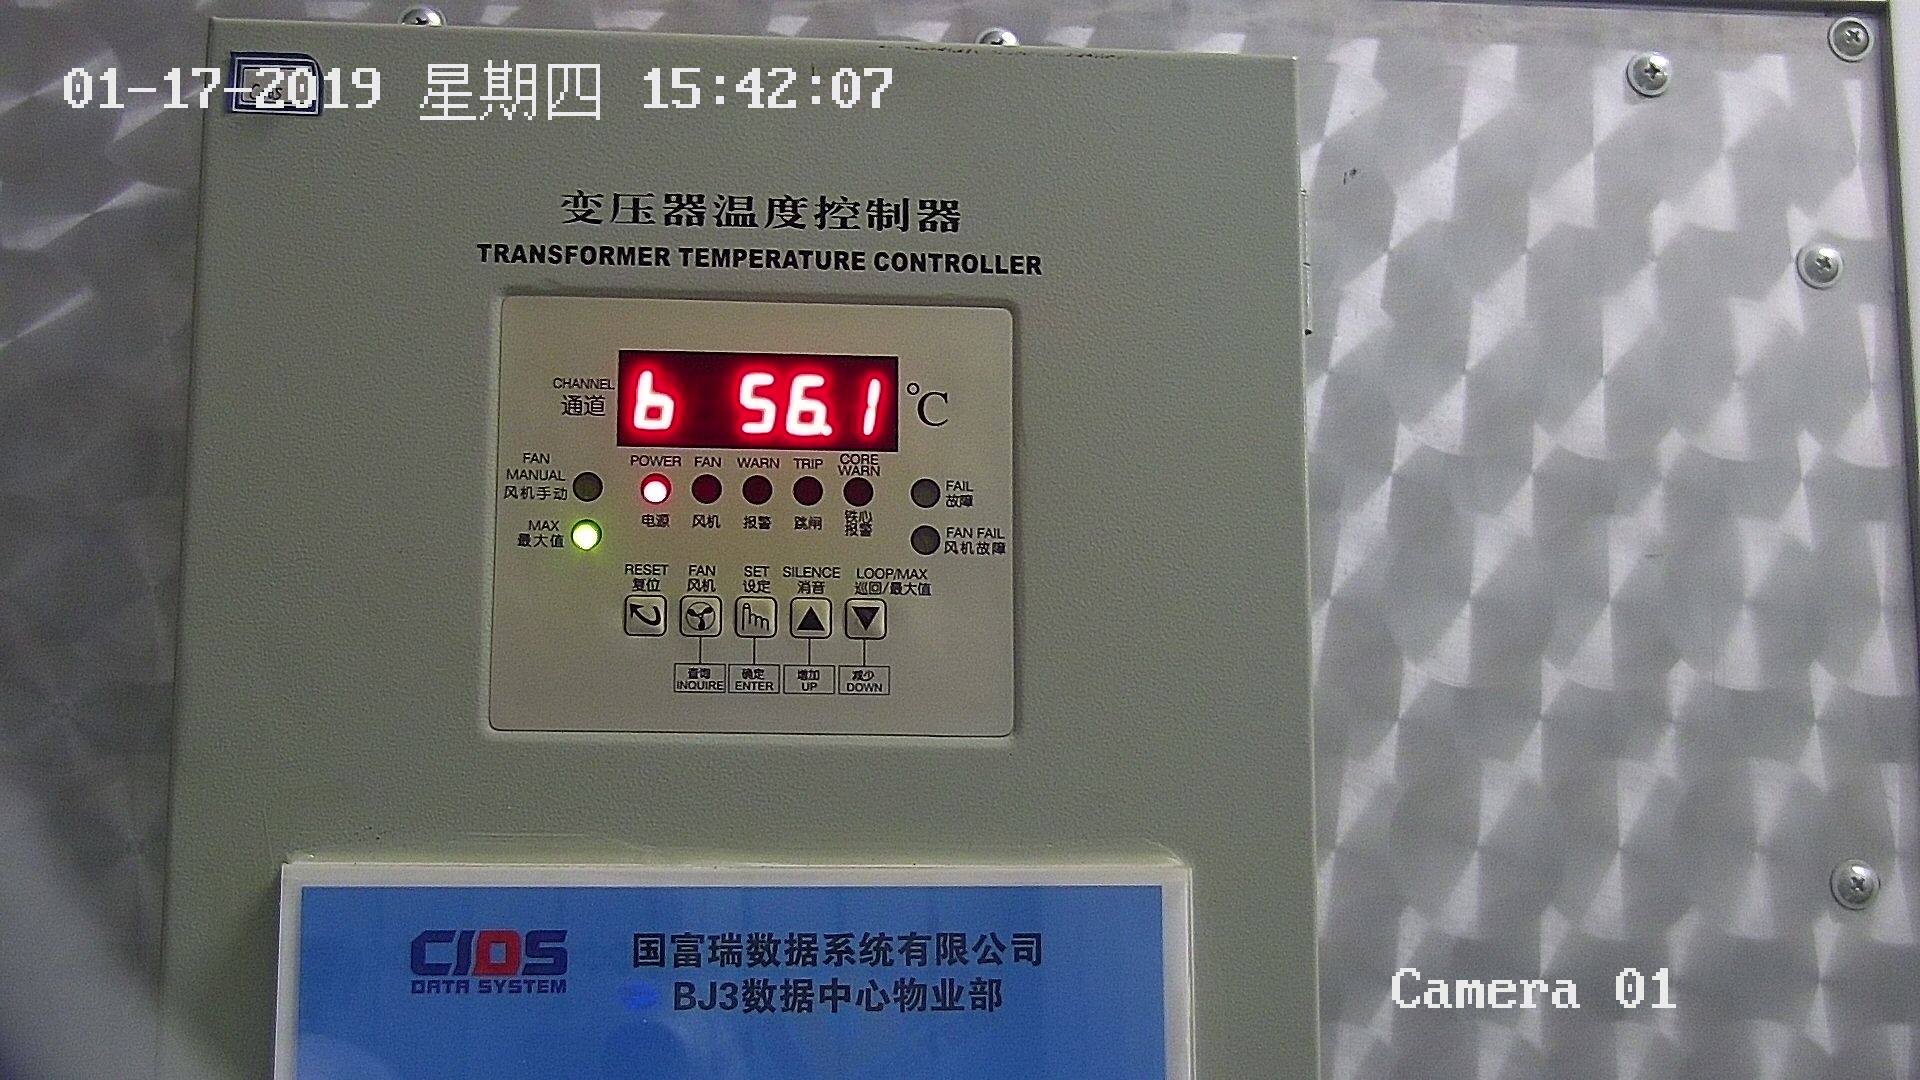 01-17-2019 星期四 15:42:07
变压器温度控制器
TRANSFORMER TEMPERATURE CONTROLLER
CHANNEL
通道
b 56.1 °C
FAN
MANUAL
风机手动
MAX
最大值
POWER FAN WARN TRIP CORE WARN
电源 风机 报警 跳闸 铁心报警
FAIL
故障
FAN FAIL
风机故障
RESET FAN SET SILENCE LOOP/MAX
复位 风机 设定 消音 巡回/最大值
查询 确定 增加 减少
INQUIRE ENTER UP DOWN
CIDS
DATA SYSTEM
国富瑞数据系统有限公司
BJ3数据中心物业部
Camera 01